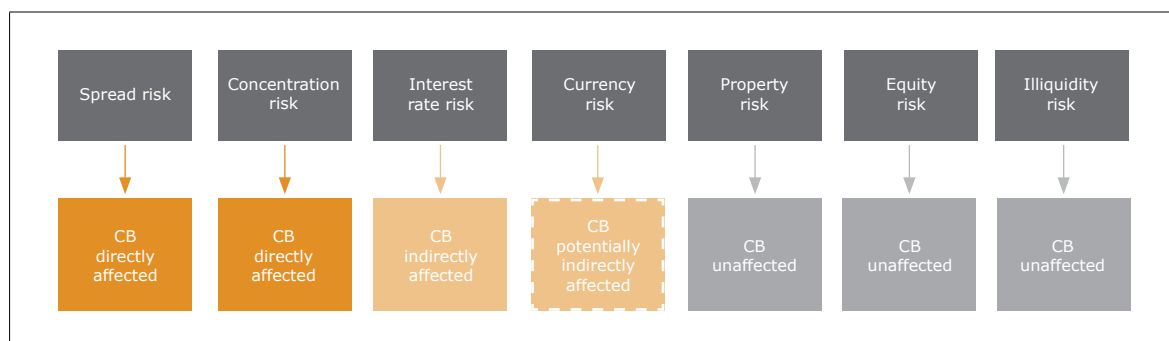 Spread risk
Concentration
risk
Interest
rate risk
Currency
risk
Property
risk
Equity
risk
Illiquidity
risk
CB
directly
affected
CB
directly
affected
CB
indirectly
affected
CB
potentially
indirectly
affected
CB
unaffected
CB
unaffected
CB
unaffected